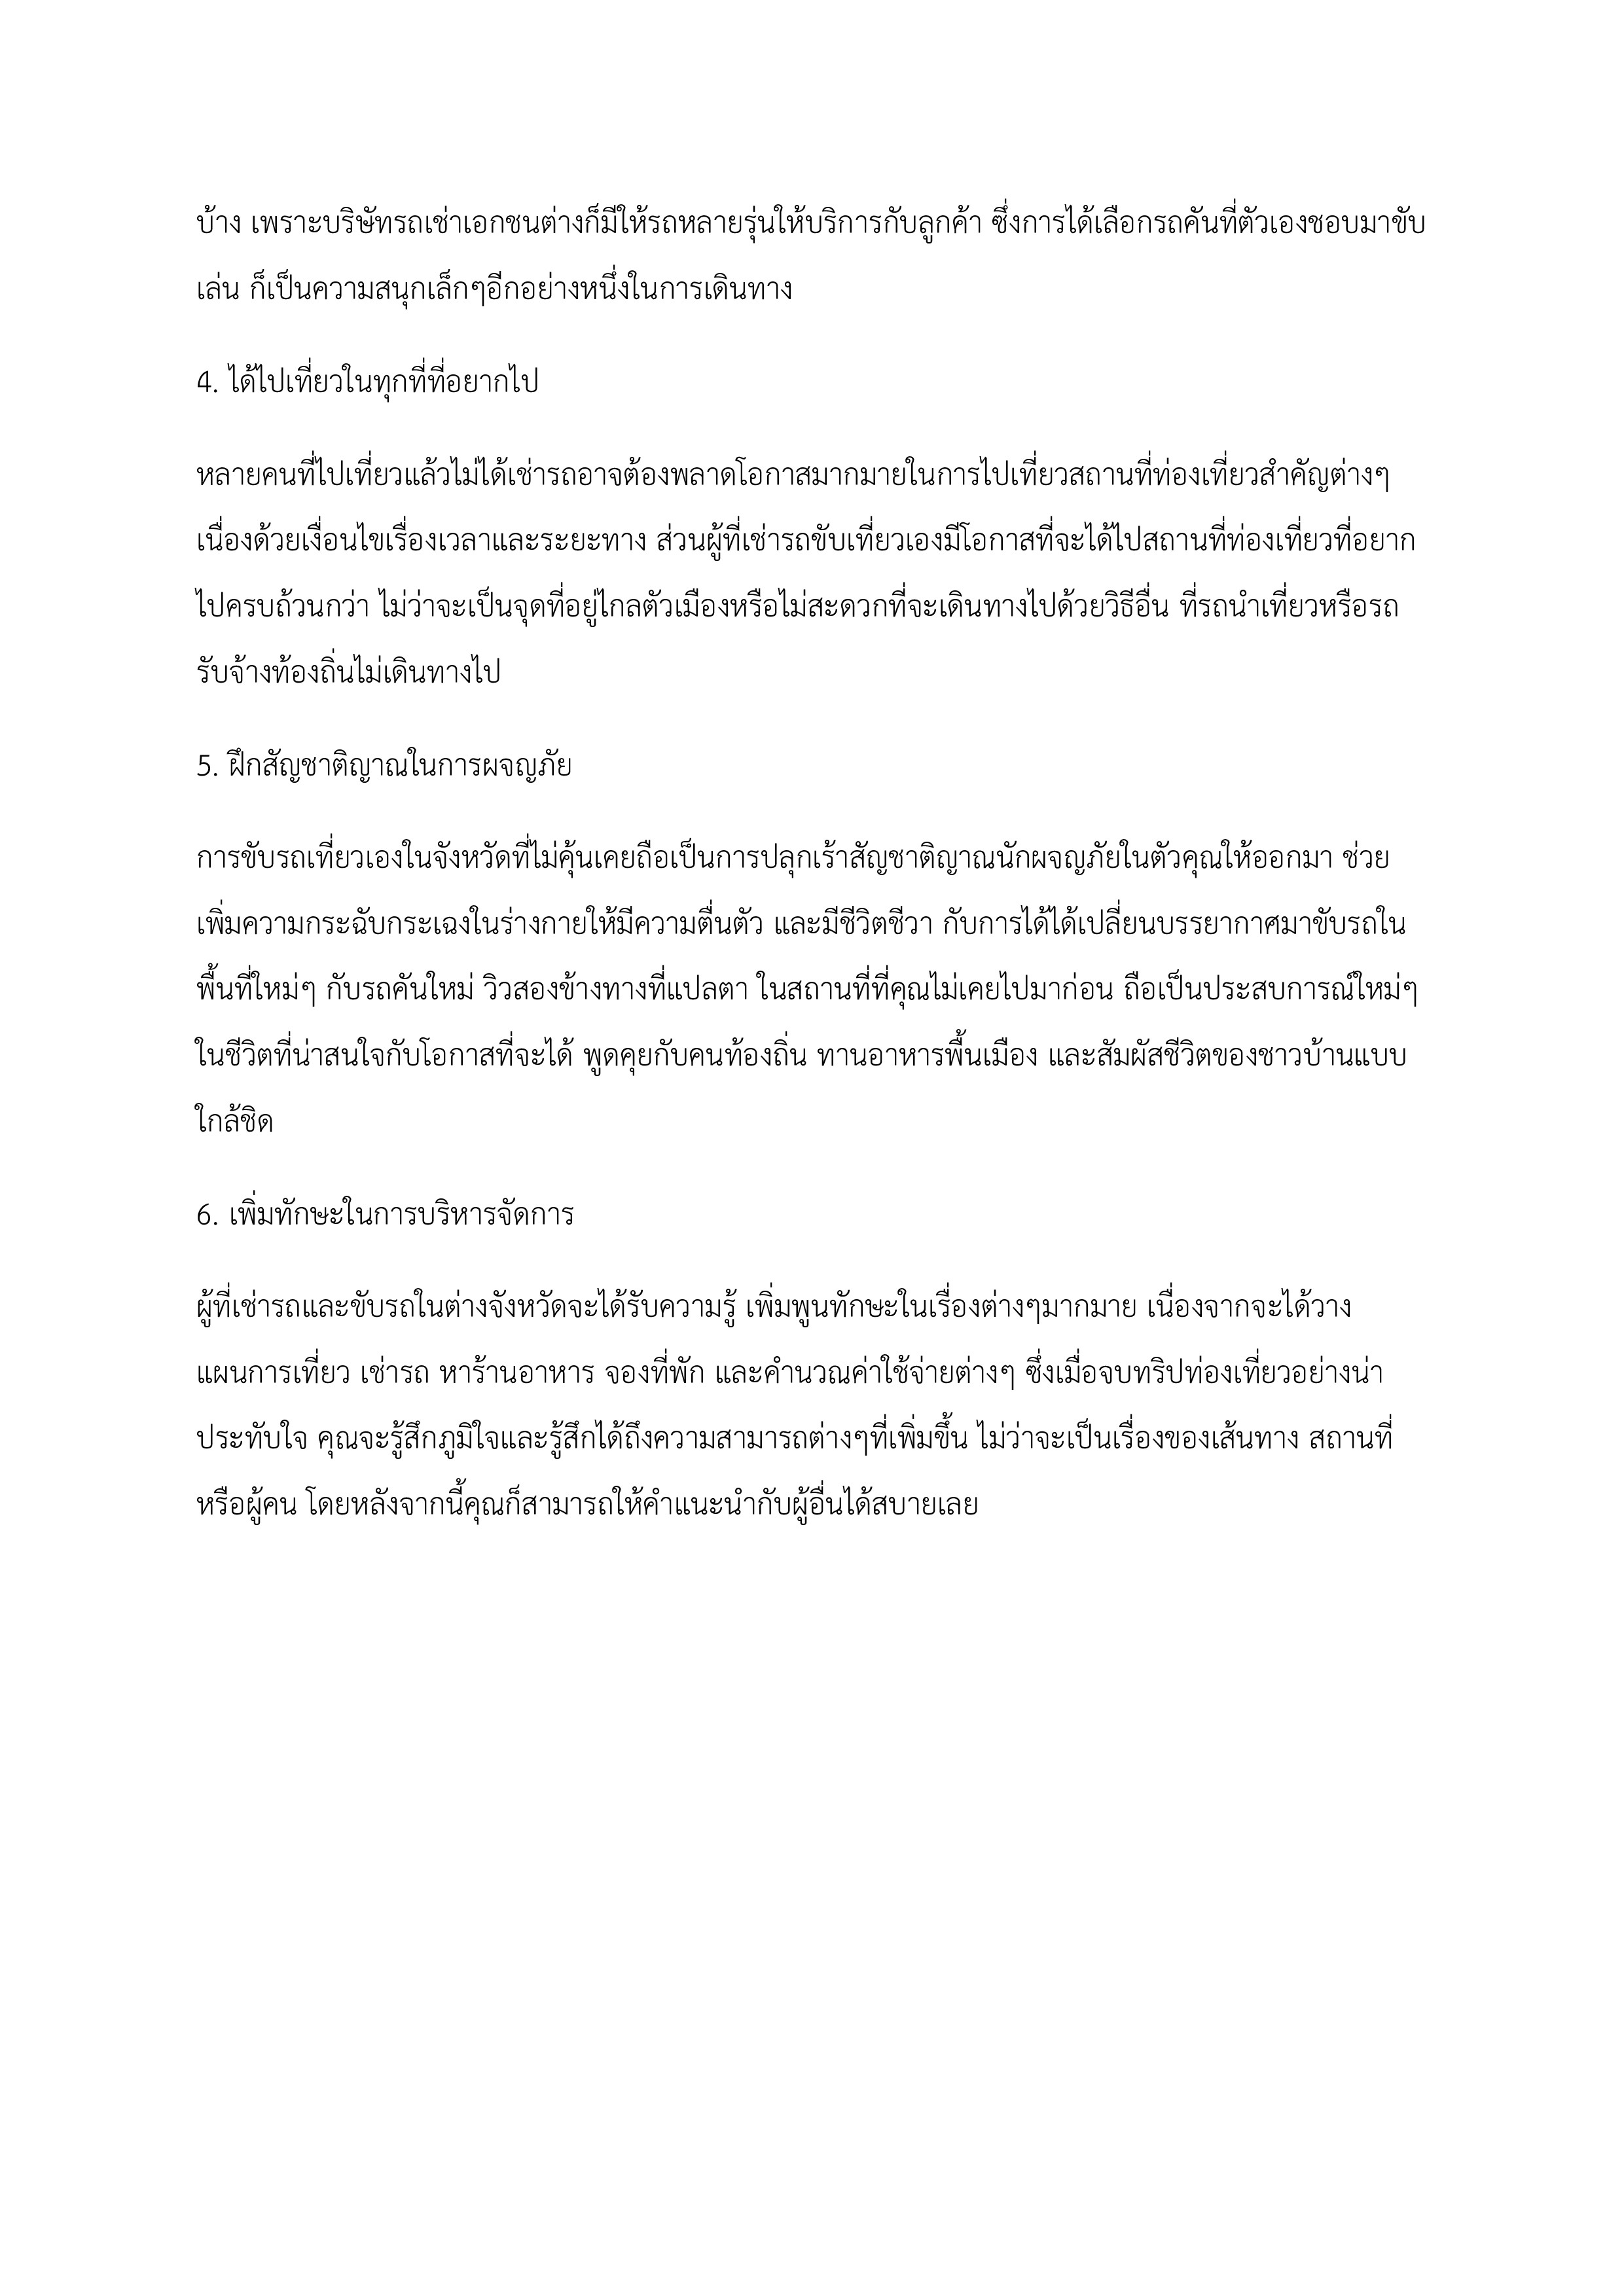 บ้าง เพราะบริษัทรถเช่าเอกชนต่างก็มีให้รถหลายรุ่นให้บริการกับลูกค้า ซึ่งการได้เลือกรถคันที่ตัวเองชอบมาขับ
เล่น ก็เป็นความสนุกเล็กๆอีกอย่างหนึ่งในการเดินทาง
4. ได้ไปเที่ยวในทุกที่ที่อยากไป
หลายคนที่ไปเที่ยวแล้วไม่ได้เช่ารถอาจต้องพลาดโอกาสมากมายในการไปเที่ยวสถานที่ท่องเที่ยวสำคัญต่างๆ
เนื่องด้วยเงื่อนไขเรื่องเวลาและระยะทาง ส่วนผู้ที่เช่ารถขับเที่ยวเองมีโอกาสที่จะได้ไปสถานที่ท่องเที่ยวที่อยาก
ไปครบถ้วนกว่า ไม่ว่าจะเป็นจุดที่อยู่ไกลตัวเมืองหรือไม่สะดวกที่จะเดินทางไปด้วยวิธีอื่น ที่รถนำเที่ยวหรือรถ
รับจ้างท้องถิ่นไม่เดินทางไป
5. ฝึกสัญชาติญาณในการผจญภัย
การขับรถเที่ยวเองในจังหวัดที่ไม่คุ้นเคยถือเป็นการปลุกเร้าสัญชาติญาณนักผจญภัยในตัวคุณให้ออกมา ช่วย
เพิ่มความกระฉับกระเฉงในร่างกายให้มีความตื่นตัว และมีชีวิตชีวา กับการได้ได้เปลี่ยนบรรยากาศมาขับรถใน
พื้นที่ใหม่ๆ กับรถคันใหม่ วิวสองข้างทางที่แปลตา ในสถานที่ที่คุณไม่เคยไปมาก่อน ถือเป็นประสบการณ์ใหม่ๆ
ในชีวิตที่น่าสนใจกับโอกาสที่จะได้ พูดคุยกับคนท้องถิ่น ทานอาหารพื้นเมือง และสัมผัสชีวิตของชาวบ้านแบบ
ใกล้ชิด
6. เพิ่มทักษะในการบริหารจัดการ
ผู้ที่เช่ารถและขับรถในต่างจังหวัดจะได้รับความรู้ เพิ่มพูนทักษะในเรื่องต่างๆมากมาย เนื่องจากจะได้วาง
แผนการเที่ยว เช่ารถ หาร้านอาหาร จองที่พัก และคำนวณค่าใช้จ่ายต่างๆ ซึ่งเมื่อจบทริปท่องเที่ยวอย่างน่า
ประทับใจ คุณจะรู้สึกภูมิใจและรู้สึกได้ถึงความสามารถต่างๆที่เพิ่มขึ้น ไม่ว่าจะเป็นเรื่องของเส้นทาง สถานที่
หรือผู้คน โดยหลังจากนี้คุณก็สามารถให้คำแนะนำกับผู้อื่นได้สบายเลย